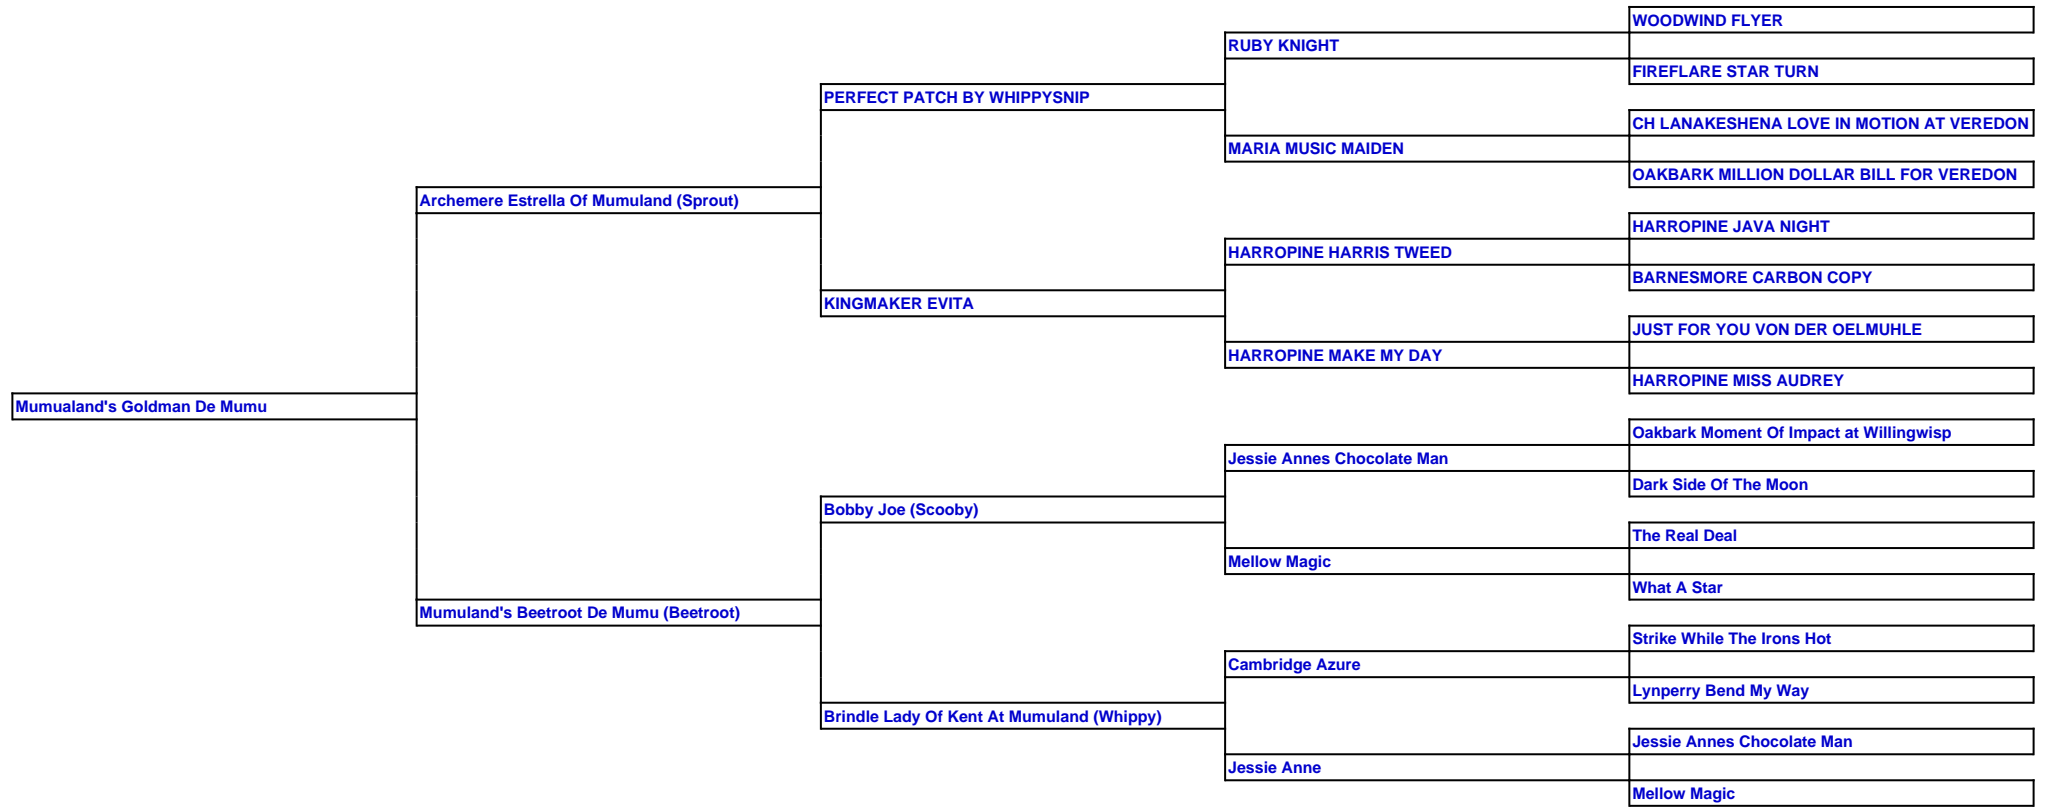 WOODWIND FLYER
RUBY KNIGHT
FIREFLARE STAR TURN
PERFECT PATCH BY WHIPPYSNIP
CH LANAKESHENA LOVE IN MOTION AT VEREDON
MARIA MUSIC MAIDEN
OAKBARK MILLION DOLLAR BILL FOR VEREDON
Archemere Estrella Of Mumuland (Sprout)
HARROPINE JAVA NIGHT
HARROPINE HARRIS TWEED
BARNESMORE CARBON COPY
KINGMAKER EVITA
JUST FOR YOU VON DER OELMUHLE
HARROPINE MAKE MY DAY
HARROPINE MISS AUDREY
Mumualand's Goldman De Mumu
Oakbark Moment Of Impact at Willingwisp
Jessie Annes Chocolate Man
Dark Side Of The Moon
Bobby Joe (Scooby)
The Real Deal
Mellow Magic
What A Star
Mumuland's Beetroot De Mumu (Beetroot)
Strike While The Irons Hot
Cambridge Azure
Lynperry Bend My Way
Brindle Lady Of Kent At Mumuland (Whippy)
Jessie Annes Chocolate Man
Jessie Anne
Mellow Magic